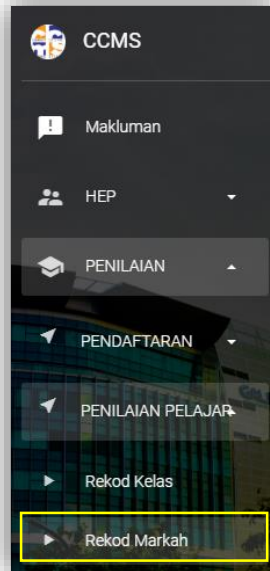 CCMS
Makluman
HEP
PENILAIAN
PENDAFTARAN
PENILAIAN PELAJAR
Rekod Kelas
Rekod Markah